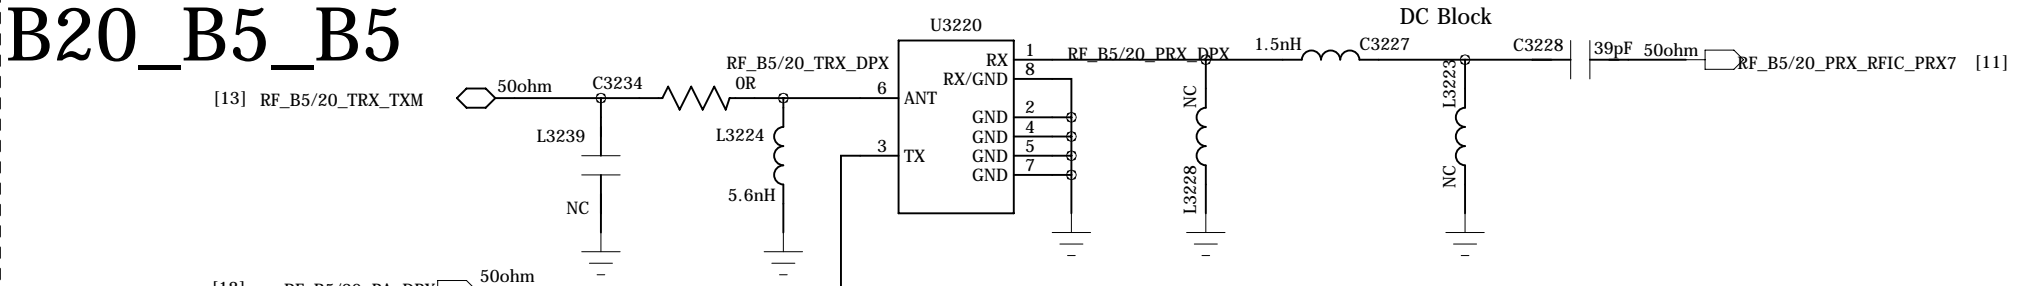 B20_B5_B5
U3220
DC Block
RF_B5/20_TRX_DPX
RX
1
RF_B5/20_PRX_DPX
1.5nH
C3227
C3228
39pF
50ohm
RF_B5/20_PRX_RFIC_PRX7 [11]
RX/GND
8
[13] RF_B5/20_TRX_TXM
50ohm
C3234
0R
6
ANT
NC
L3223
GND
2
L3239
L3224
GND
4
3
TX
GND
5
GND
7
5.6nH
NC
L3228
NC
50ohm